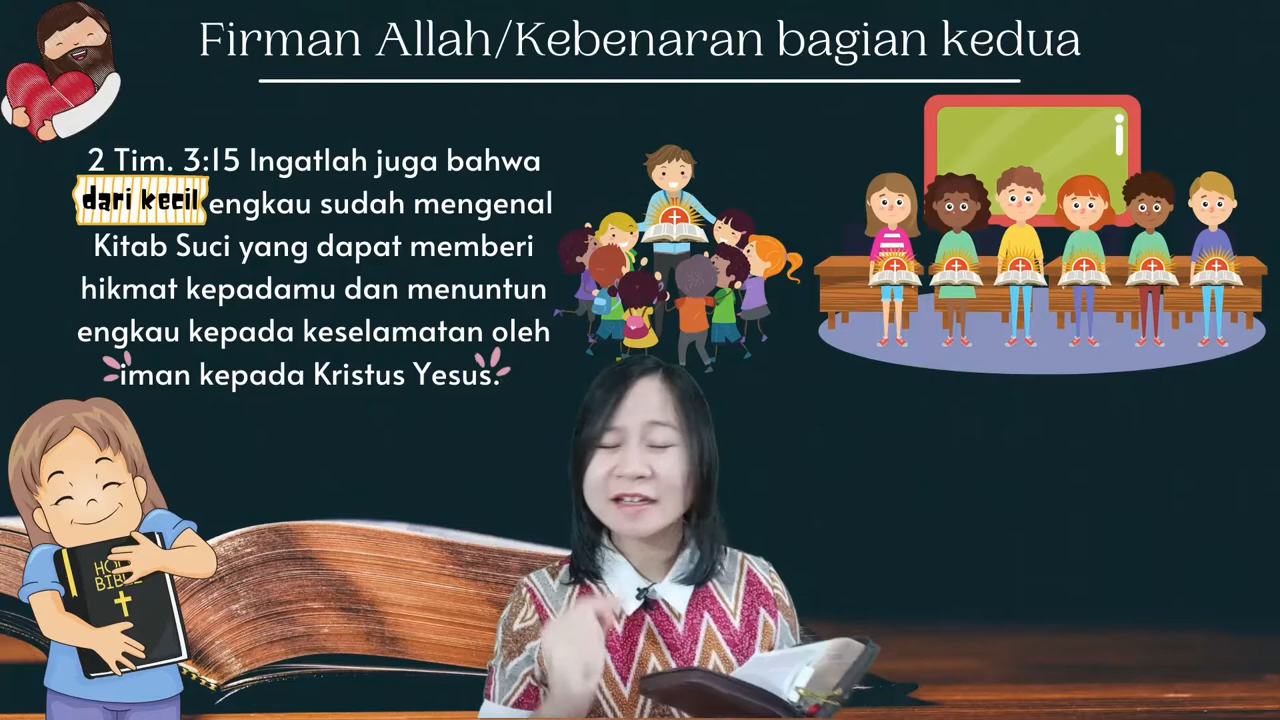 Firman Allah/Kebenaran bagian kedua
2 Tim. 3:15 Ingatlah juga bahwa
dari kecil engkau sudah mengenal
Kitab Suci yang dapat memberi
hikmat kepadamu dan menuntun
engkau kepada keselamatan oleh
iman kepada Kristus Yesus.
HOLY
BIBLE